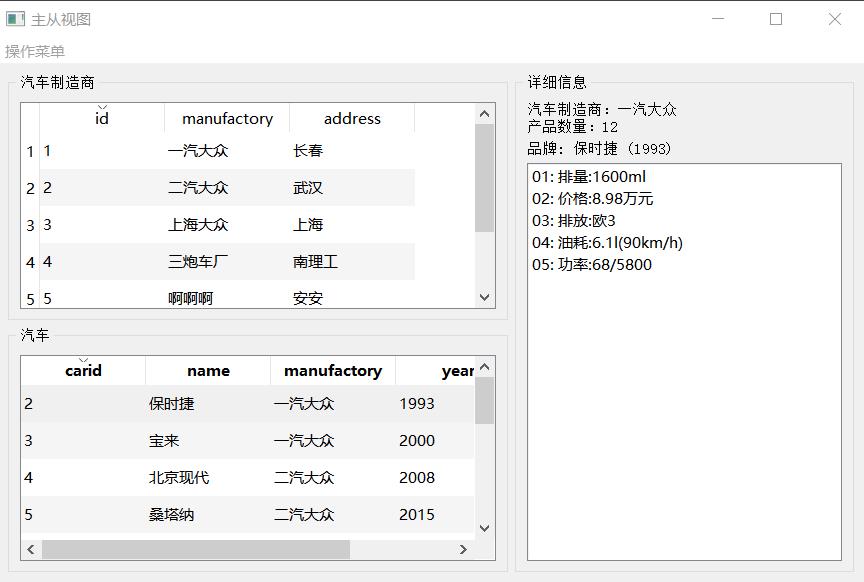 主从视图
操作菜单
汽车制造商
id manufactory address
1 1 一汽大众 长春
2 2 二汽大众 武汉
3 3 上海大众 上海
4 4 三炮车厂 南理工
5 5 啊啊啊 安安
汽车
carid name manufactory year
2 保时捷 一汽大众 1993
3 宝来 一汽大众 2000
4 北京现代 二汽大众 2008
5 桑塔纳 二汽大众 2015
详细信息
汽车制造商：一汽大众
产品数量：12
品牌：保时捷 (1993)
01: 排量:1600ml
02: 价格:8.98万元
03: 排放:欧3
04: 油耗:6.1l(90km/h)
05: 功率:68/5800